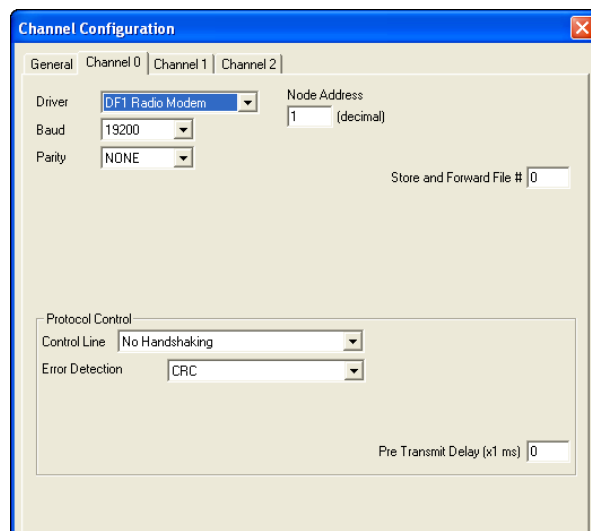 Channel Configuration
General Channel 0 Channel 1 Channel 2
Driver DF1 Radio Modem
Node Address
1 (decimal)
Baud 19200
Parity NONE
Store and Forward File # 0
Protocol Control
Control Line No Handshaking
Error Detection CRC
Pre Transmit Delay (x1 ms) 0